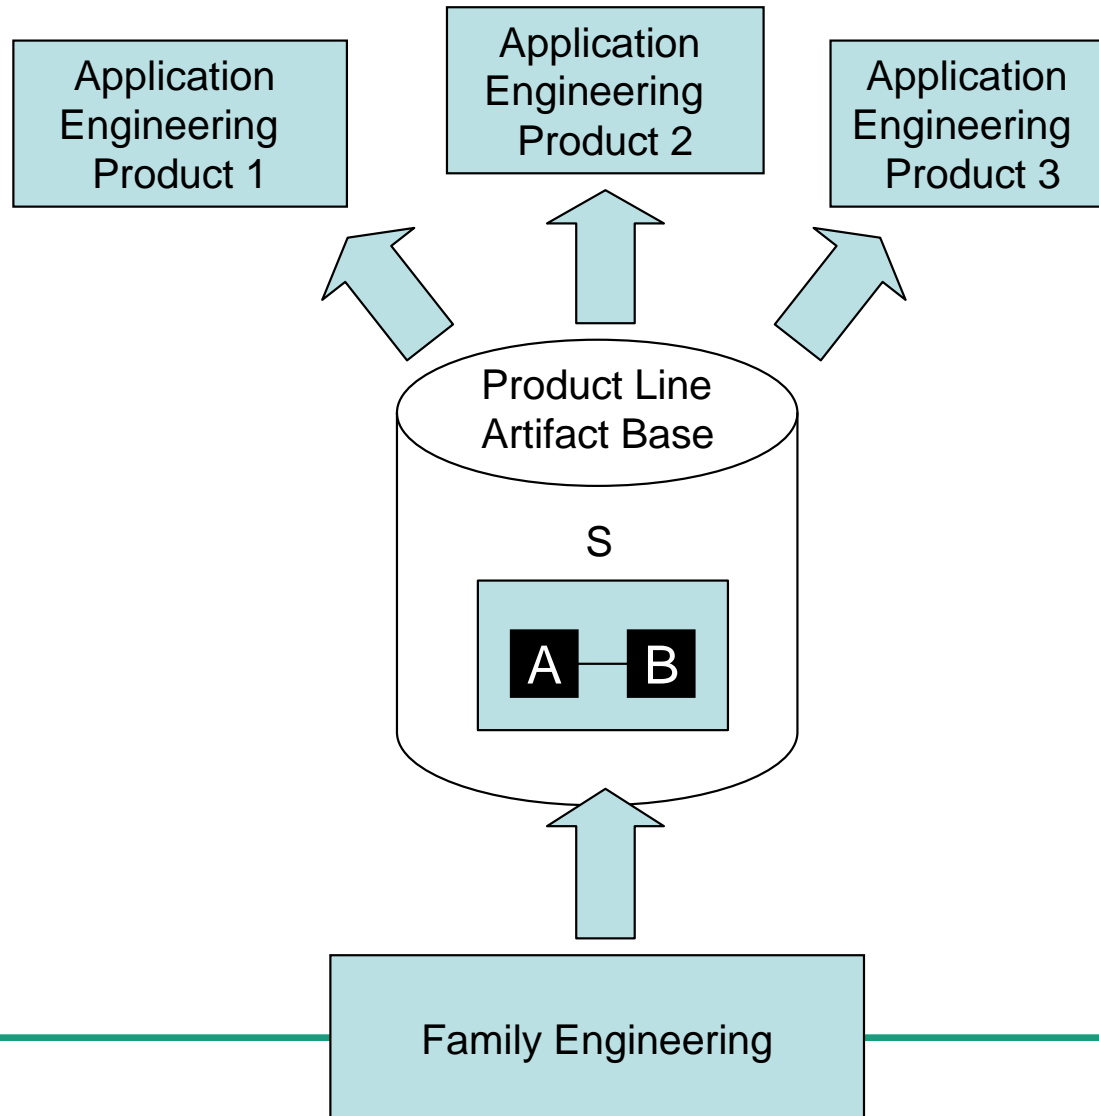 Application
Engineering
Product 1
Application
Engineering
Product 2
Application
Engineering
Product 3
Product Line
Artifact Base
S
A
B
Family Engineering